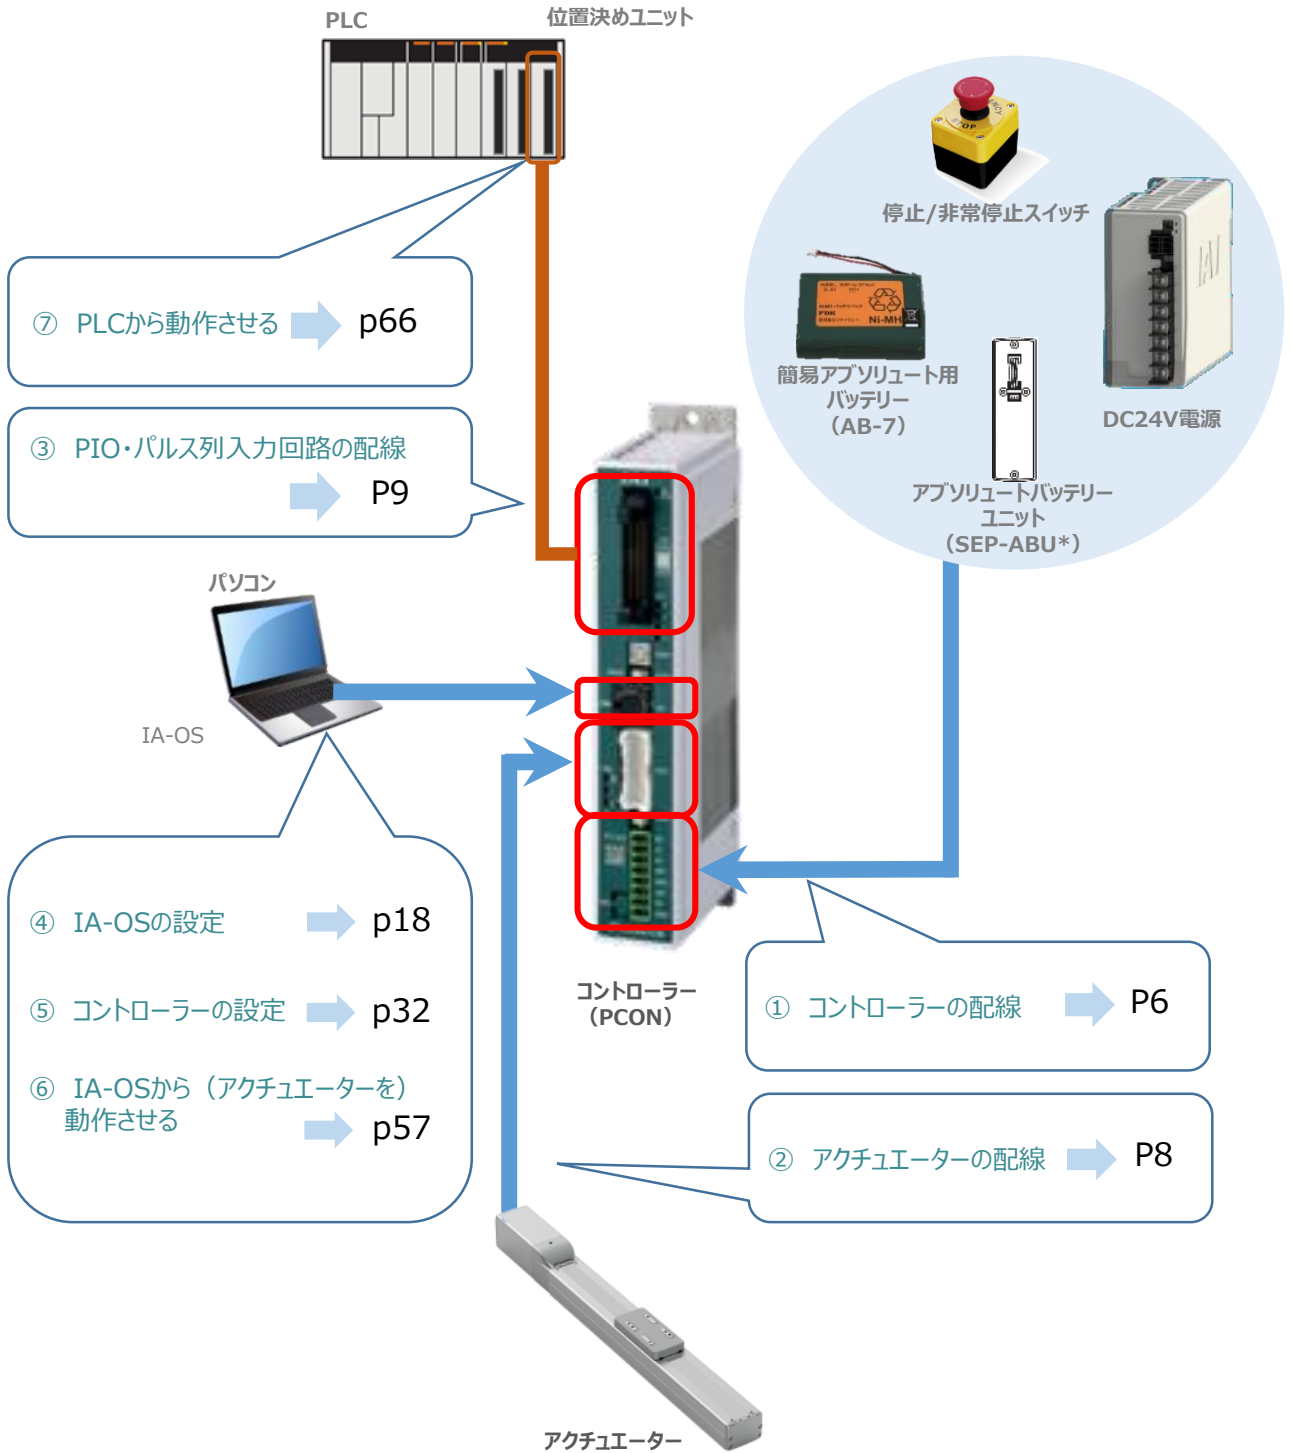 PLC
位置決めユニット
停止/非常停止スイッチ
STOP
Ni-MH
簡易アブソリュート用
バッテリー
（AB-7）
DC24V電源
アブソリュートバッテリー
ユニット
（SEP-ABU*）
⑦ PLCから動作させる p66
③ PIO・パルス列入力回路の配線
P9
パソコン
IA-OS
④ IA-OSの設定 p18
⑤ コントローラーの設定 p32
⑥ IA-OSから（アクチュエーターを）
動作させる p57
コントローラー
（PCON）
① コントローラーの配線 P6
② アクチュエーターの配線 P8
アクチュエーター